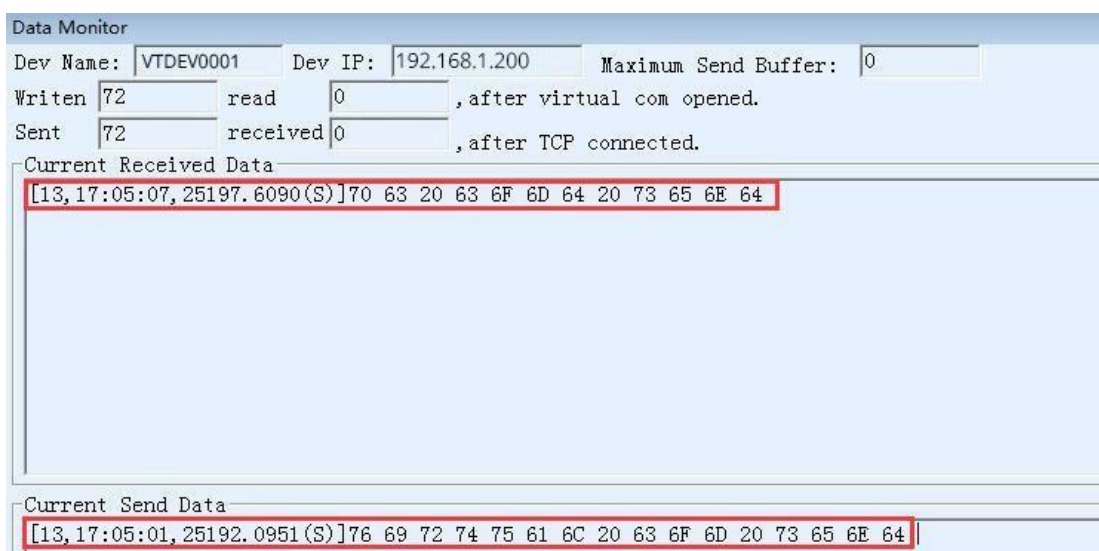 Data Monitor
Dev Name: VTDEV0001 Dev IP: 192.168.1.200 Maximum Send Buffer: 0
Writen 72 read 0 ,after virtual com opened.
Sent 72 received 0 ,after TCP connected.
Current Received Data
[13,17:05:07,25197.6090(S)]70 63 20 63 6F 6D 64 20 73 65 6E 64
Current Send Data
[13,17:05:01,25192.0951(S)]76 69 72 74 75 61 6C 20 63 6F 6D 20 73 65 6E 64